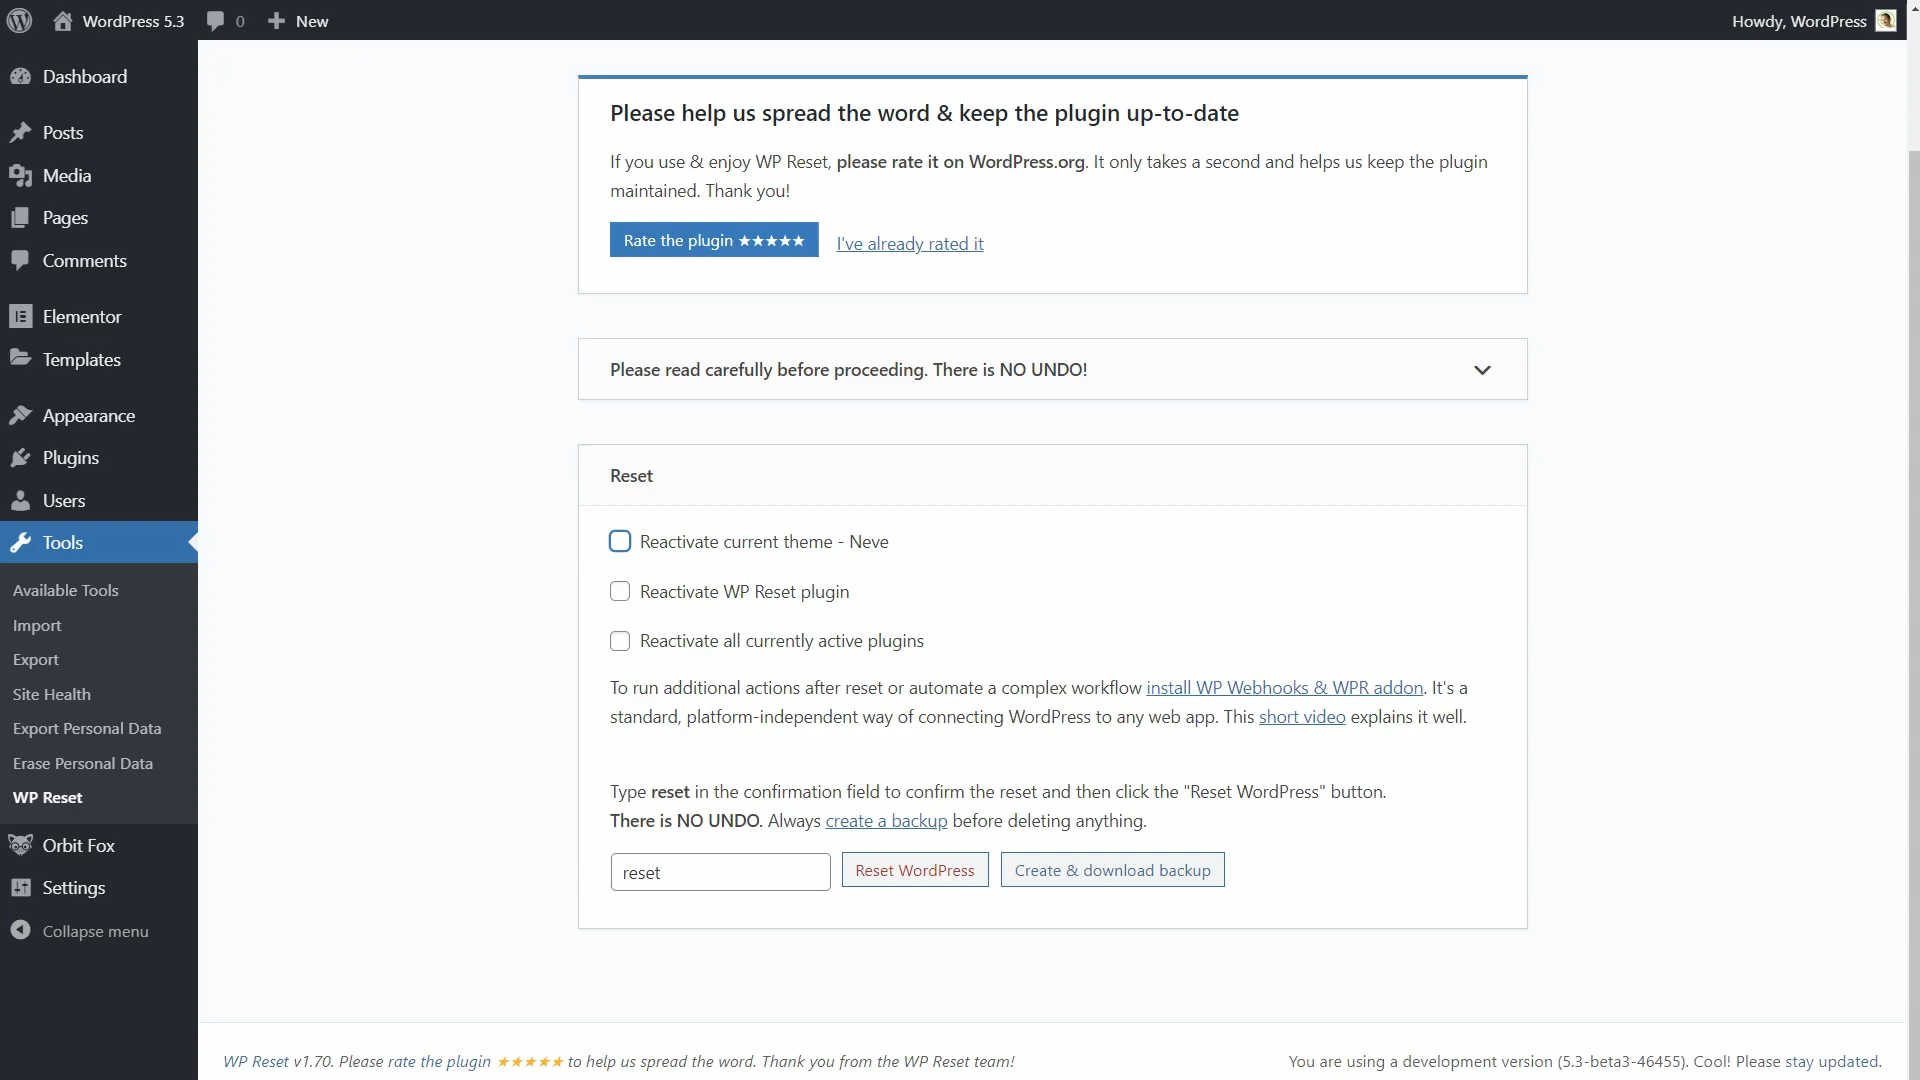 WordPress 5.3
0
New
Howdy, WordPress
Dashboard
Posts
Media
Pages
Comments
Elementor
Templates
Appearance
Plugins
Users
Tools
Available Tools
Import
Export
Site Health
Export Personal Data
Erase Personal Data
WP Reset
Orbit Fox
Settings
Collapse menu
Please help us spread the word & keep the plugin up-to-date
If you use & enjoy WP Reset, please rate it on WordPress.org. It only takes a second and helps us keep the plugin
maintained. Thank you!
Rate the plugin ★★★★★
I've already rated it
Please read carefully before proceeding. There is NO UNDO!
Reset
Reactivate current theme - Neve
Reactivate WP Reset plugin
Reactivate all currently active plugins
To run additional actions after reset or automate a complex workflow install WP Webhooks & WPR addon. It's a
standard, platform-independent way of connecting WordPress to any web app. This short video explains it well.
Type reset in the confirmation field to confirm the reset and then click the "Reset WordPress" button.
There is NO UNDO. Always create a backup before deleting anything.
reset
Reset WordPress
Create & download backup
WP Reset v1.70. Please rate the plugin ★★★★★ to help us spread the word. Thank you from the WP Reset team!
You are using a development version (5.3-beta3-46455). Cool! Please stay updated.